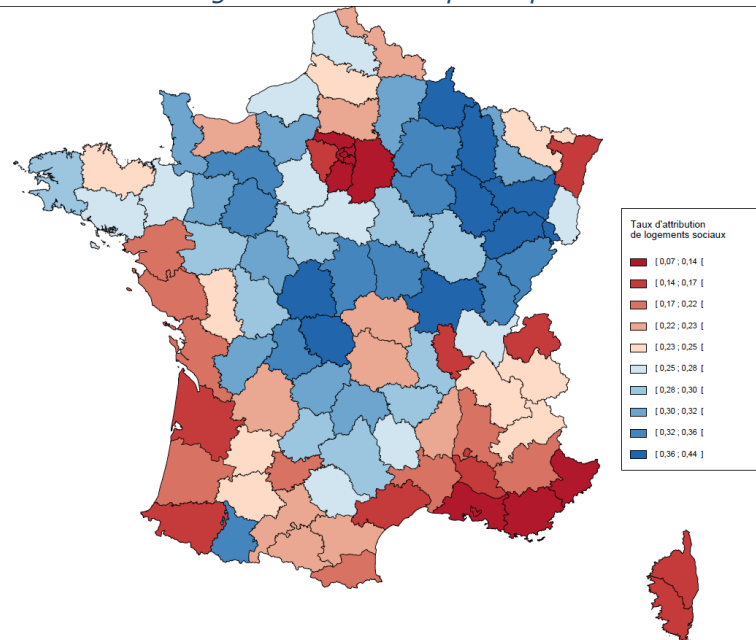 Taux d'attribution
de logements sociaux
[ 0,07 ; 0,14 [
[ 0,14 ; 0,17 [
[ 0,17 ; 0,22 [
[ 0,22 ; 0,23 [
[ 0,23 ; 0,25 [
[ 0,25 ; 0,28 [
[ 0,28 ; 0,30 [
[ 0,30 ; 0,32 [
[ 0,32 ; 0,36 [
[ 0,36 ; 0,44 [